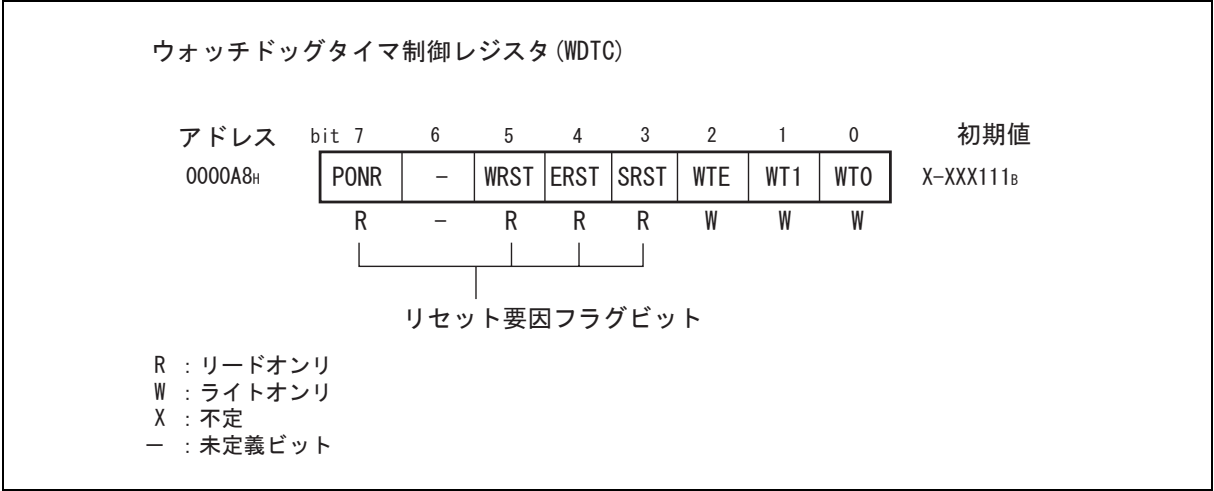 ウォッチドッグタイマ制御レジスタ(WDTC)
アドレス bit 7 6 5 4 3 2 1 0 初期値
0000A8H PONR － WRST ERST SRST WTE WT1 WT0 X-XXX111B
R － R R R W W W
リセット要因フラグビット
R ：リードオンリ
W ：ライトオンリ
X ：不定
－ ：未定義ビット